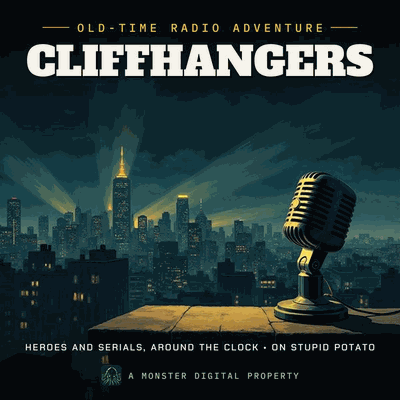 OLD-TIME RADIO ADVENTURE
CLIFFHANGERS
HEROES AND SERIALS, AROUND THE CLOCK • ON STUPID POTATO
A MONSTER DIGITAL PROPERTY